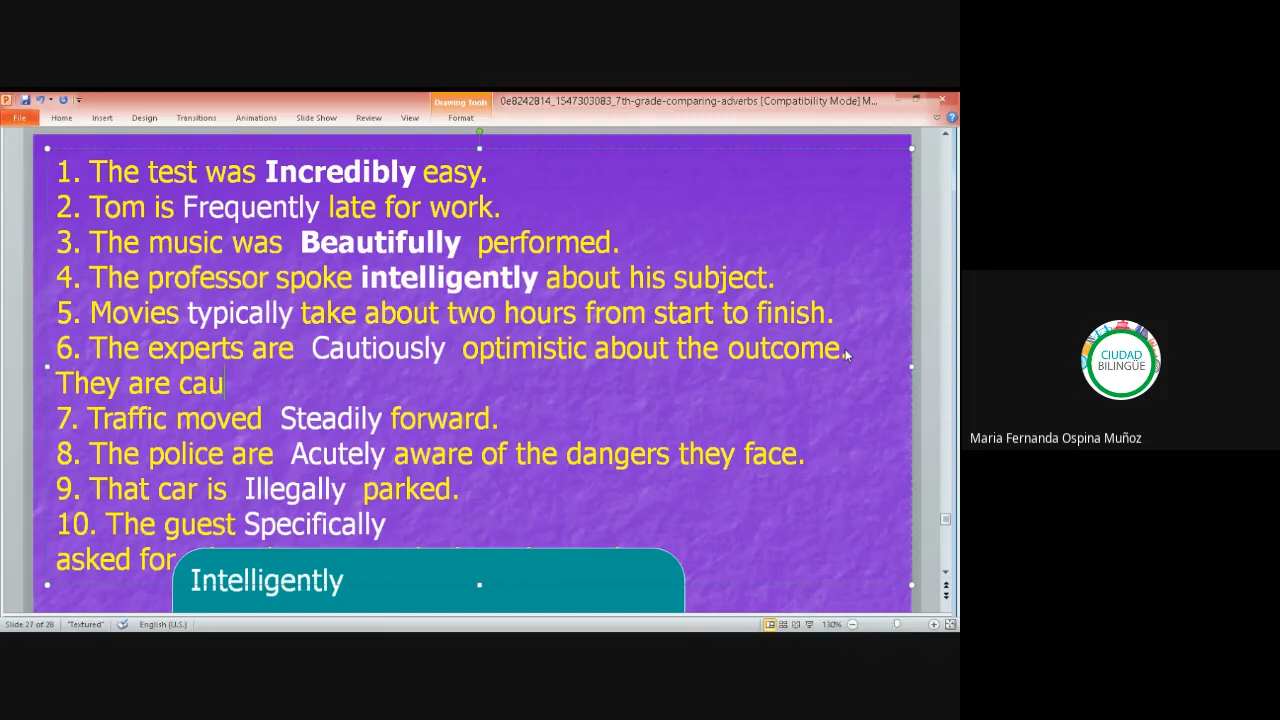 Drawing Tools
0e8242814_1547303083_7th-grade-comparing-adverbs [Compatibility Mode] M...
File Home Insert Design Transitions Animations Slide Show Review View Format
1. The test was Incredibly easy.
2. Tom is Frequently late for work.
3. The music was Beautifully performed.
4. The professor spoke intelligently about his subject.
5. Movies typically take about two hours from start to finish.
6. The experts are Cautiously optimistic about the outcome.
They are cau
7. Traffic moved Steadily forward.
8. The police are Acutely aware of the dangers they face.
9. That car is Illegally parked.
10. The guest Specifically
asked for
Intelligently
Slide 27 of 28 "Textured" English (U.S.) 130%
CIUDAD
BILINGÜE
Maria Fernanda Ospina Muñoz